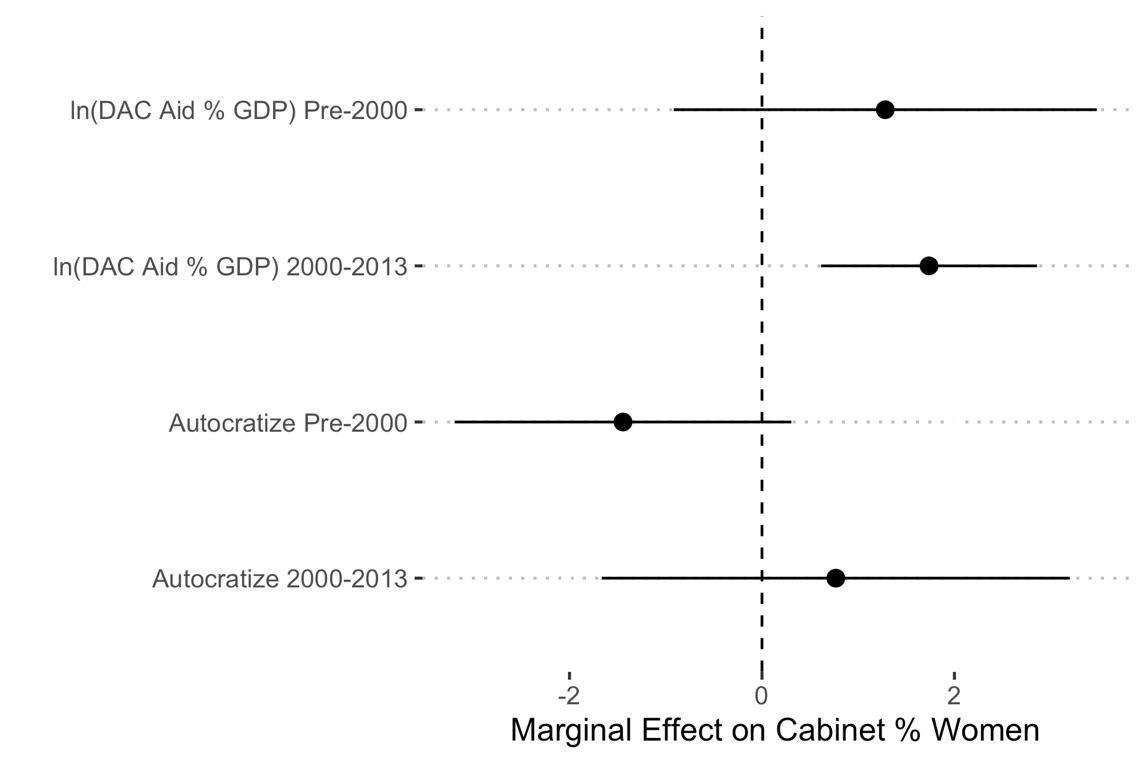 ln(DAC Aid % GDP) Pre-2000
ln(DAC Aid % GDP) 2000-2013
Autocratize Pre-2000
Autocratize 2000-2013
-2 0 2
Marginal Effect on Cabinet % Women